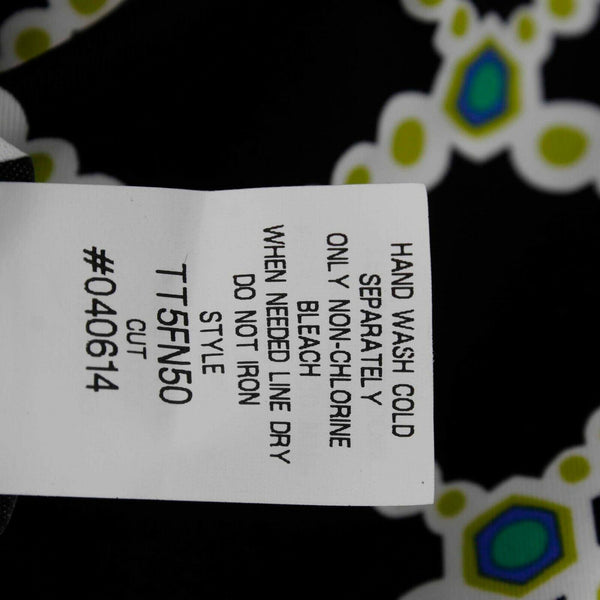 HAND WASH COLD
SEPARATELY
ONLY NON-CHLORINE
BLEACH
WHEN NEEDED LINE DRY
DO NOT IRON
STYLE
TT5FN50
CUT
#040614